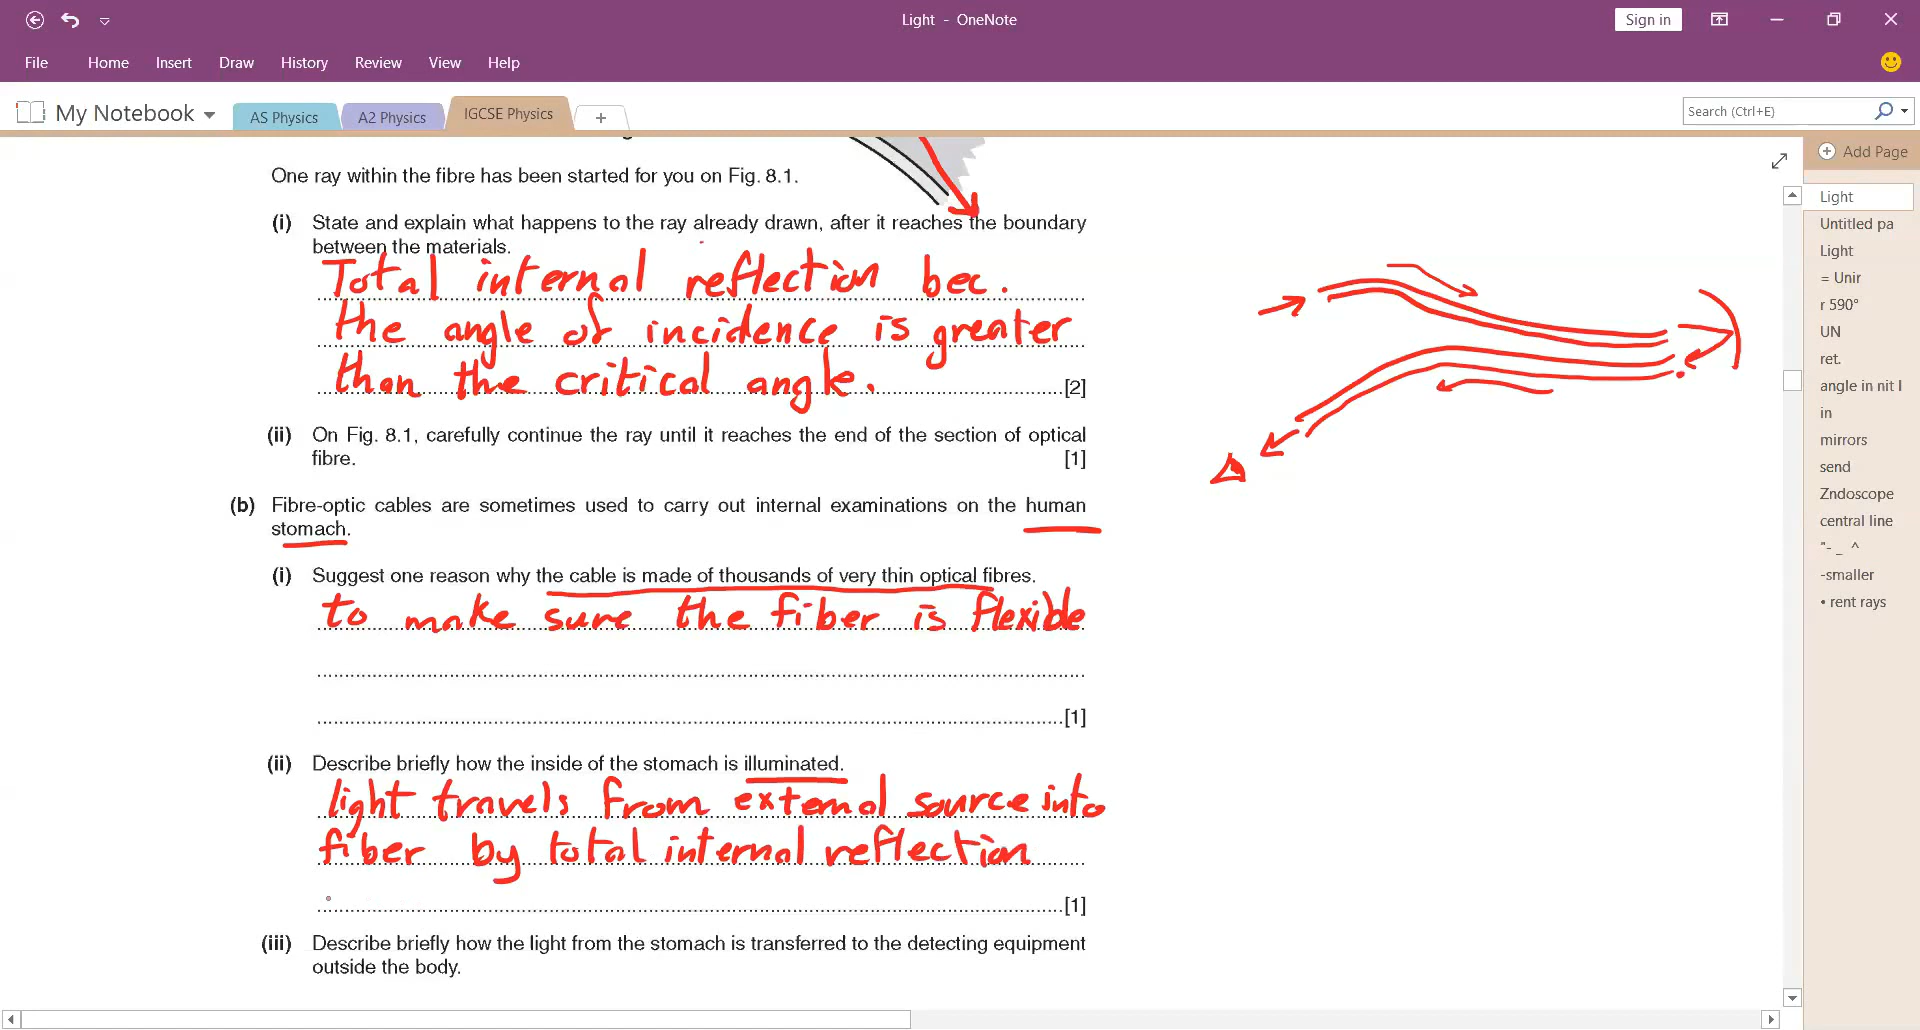 Light - OneNote
Sign in
File Home Insert Draw History Review View Help
My Notebook
AS Physics
A2 Physics
IGCSE Physics
+
Search (Ctrl+E)
Add Page
One ray within the fibre has been started for you on Fig. 8.1.
(i) State and explain what happens to the ray already drawn, after it reaches the boundary
between the materials.
Total internal reflection bec.
the angle of incidence is greater
than the critical angle.
[2]
(ii) On Fig. 8.1, carefully continue the ray until it reaches the end of the section of optical
fibre. [1]
(b) Fibre-optic cables are sometimes used to carry out internal examinations on the human
stomach.
(i) Suggest one reason why the cable is made of thousands of very thin optical fibres.
to make sure the fiber is flexible
[1]
(ii) Describe briefly how the inside of the stomach is illuminated.
light travels from external source into
fiber by total internal reflection
[1]
(iii) Describe briefly how the light from the stomach is transferred to the detecting equipment
outside the body.
Light
Untitled pa
Light
= Unir
r 590°
UN
ret.
angle in nit l
in
mirrors
send
Zndoscope
central line
"- _ ^
-smaller
• rent rays